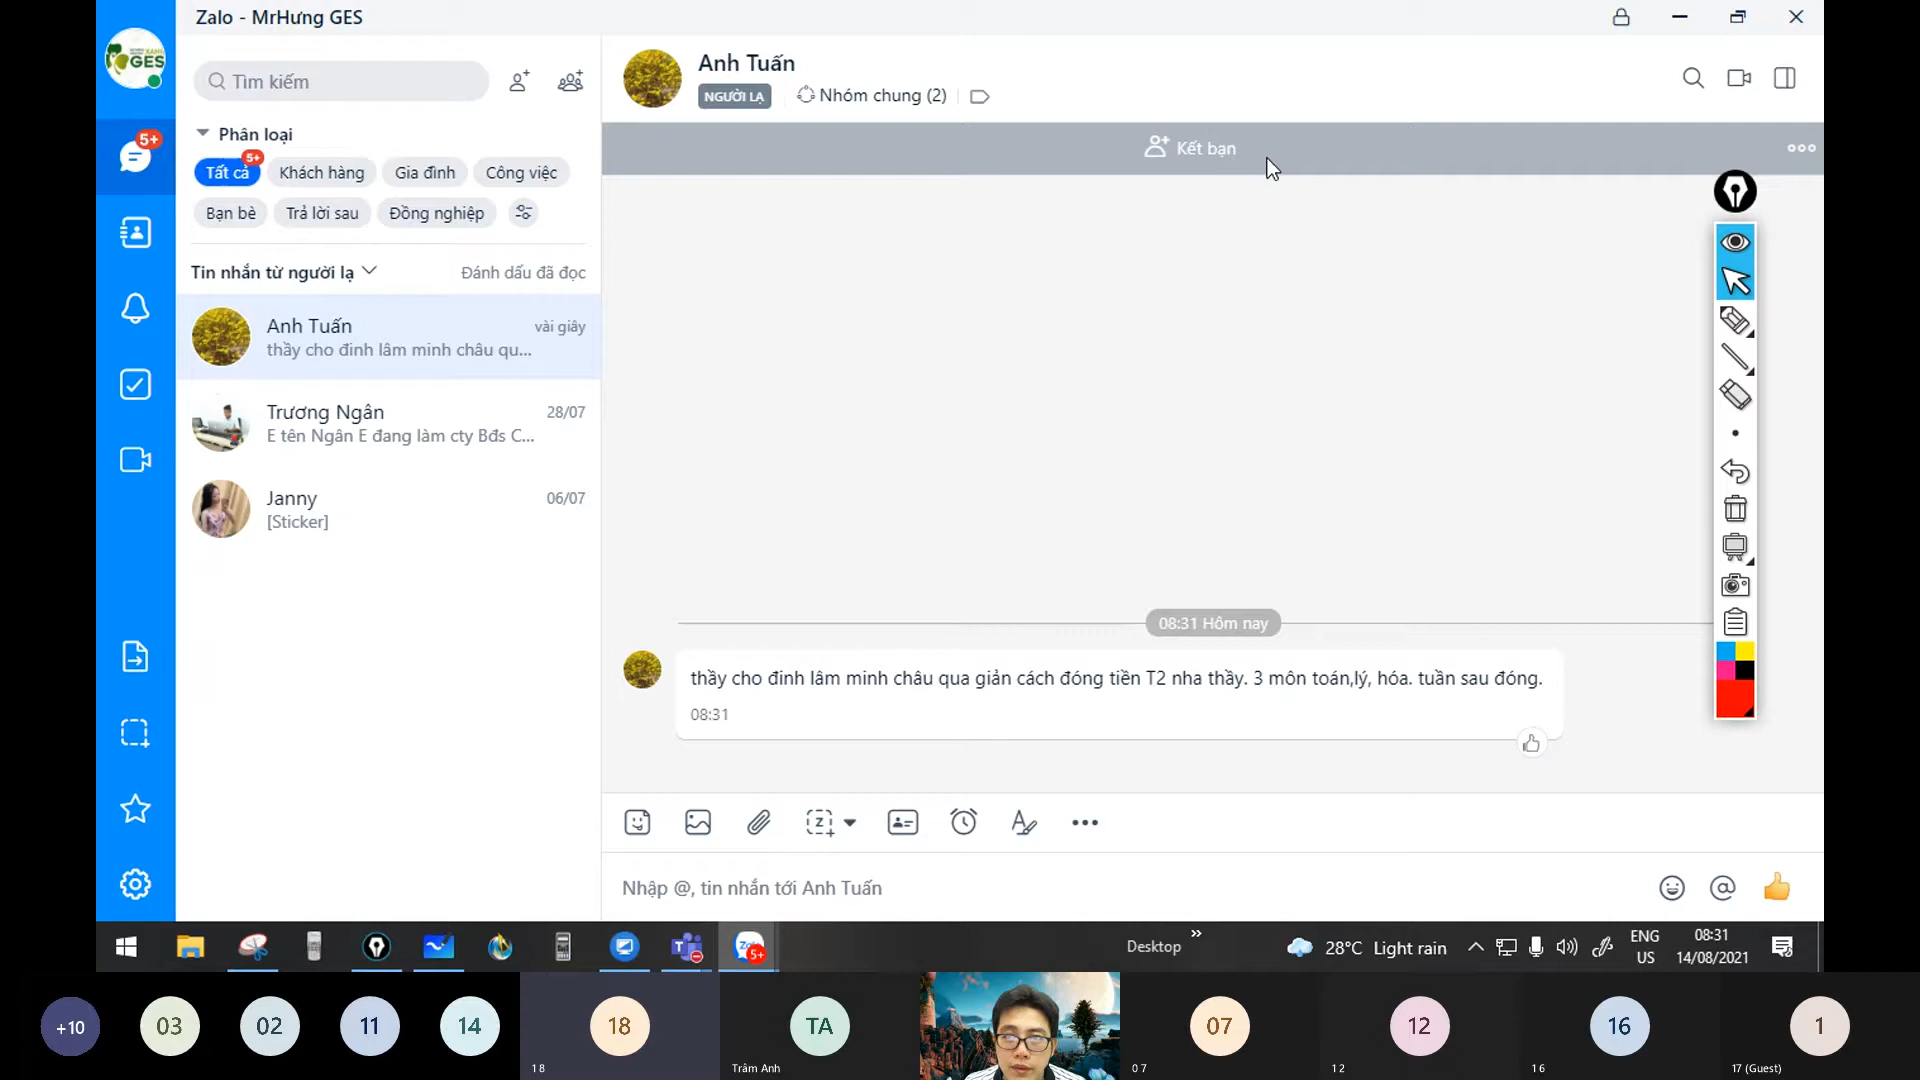 Zalo - MrHưng GES
GES
Tìm kiếm
Anh Tuấn
NGƯỜI LẠ
Nhóm chung (2)
5+
Phân loại
Kết bạn
5+
Tất cả
Khách hàng
Gia đình
Công việc
Bạn bè
Trả lời sau
Đồng nghiệp
Tin nhắn từ người lạ
Đánh dấu đã đọc
Anh Tuấn
vài giây
thầy cho đinh lâm minh châu qu...
Trương Ngân
28/07
E tên Ngân E đang làm cty Bđs C...
Janny
06/07
[Sticker]
08:31 Hôm nay
thầy cho đinh lâm minh châu qua giản cách đóng tiền T2 nha thầy. 3 môn toán,lý, hóa. tuần sau đóng.
08:31
Nhập @, tin nhắn tới Anh Tuấn
5+
Desktop
28°C Light rain
ENG
US
08:31
14/08/2021
+10
03
02
11
14
18
TA
07
12
16
1
18
Trâm Anh
07
12
16
17 (Guest)